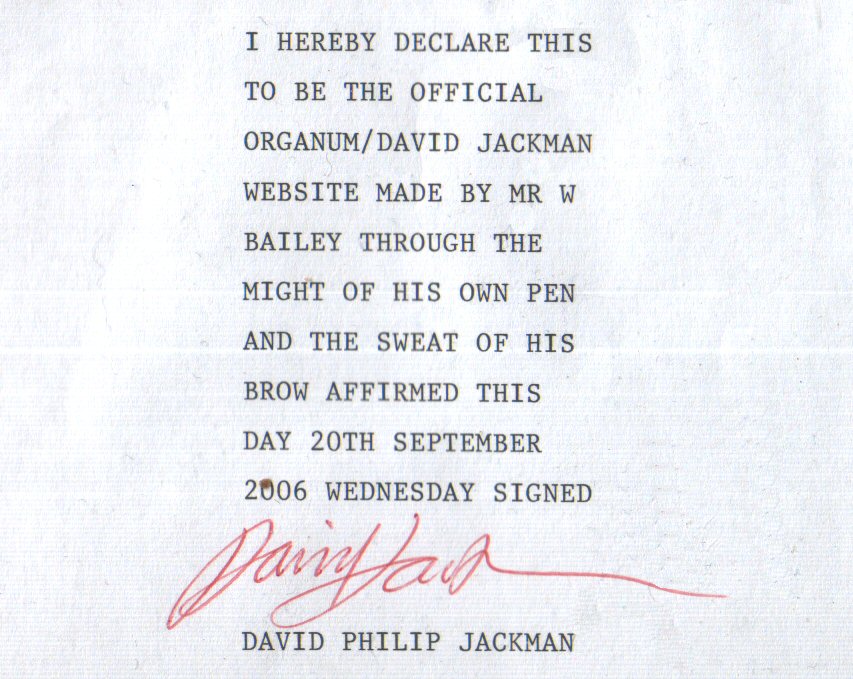 I HEREBY DECLARE THIS
TO BE THE OFFICIAL
ORGANUM/DAVID JACKMAN
WEBSITE MADE BY MR W
BAILEY THROUGH THE
MIGHT OF HIS OWN PEN
AND THE SWEAT OF HIS
BROW AFFIRMED THIS
DAY 20TH SEPTEMBER
2006 WEDNESDAY SIGNED
David Jack
DAVID PHILIP JACKMAN